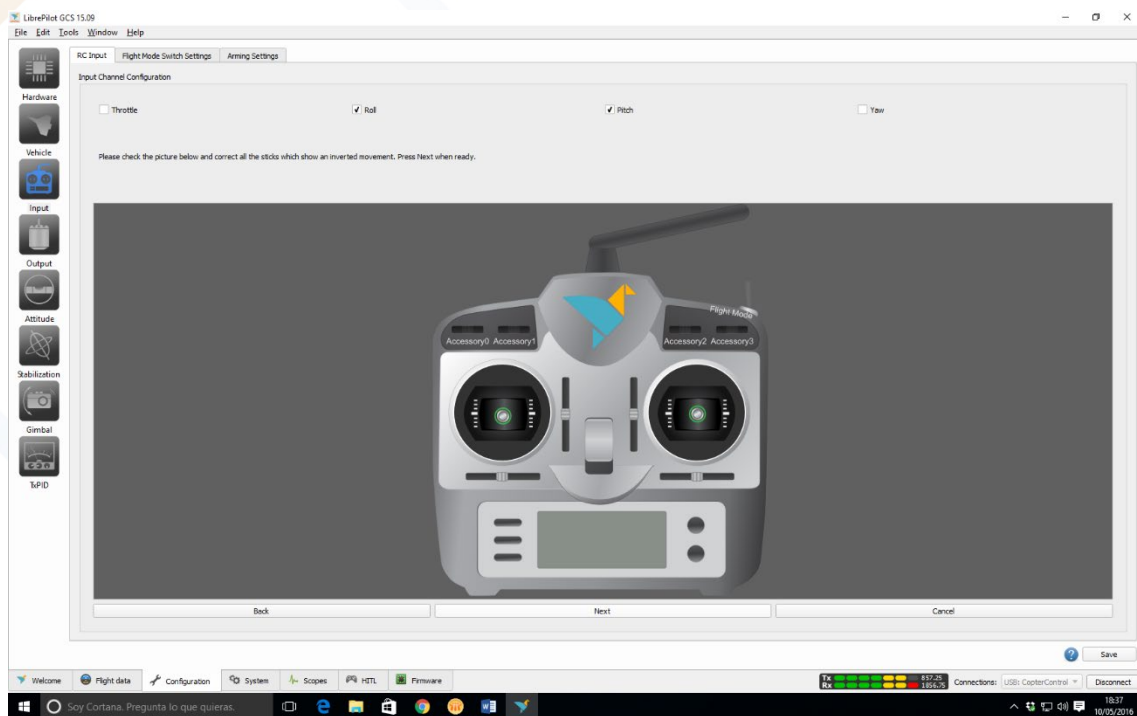 LibrePilot GCS 15.09
File Edit Tools Window Help
RC Input Flight Mode Switch Settings Arming Settings
Input Channel Configuration
Hardware
Throttle Roll Pitch Yaw
Vehicle
Please check the picture below and correct all the sticks which show an inverted movement. Press Next when ready.
Input
Output
Flight Mode
Attitude
Accessory0 Accessory1 Accessory2 Accessory3
Stabilization
Gimbal
TxPID
Back Next Cancel
Save
Welcome Flight data Configuration System Scopes HITL Firmware
Tx 837.25
Rx 1056.75
Connections: USB: CopterControl Disconnect
Soy Cortana. Pregunta lo que quieras.
18:37
10/05/2016